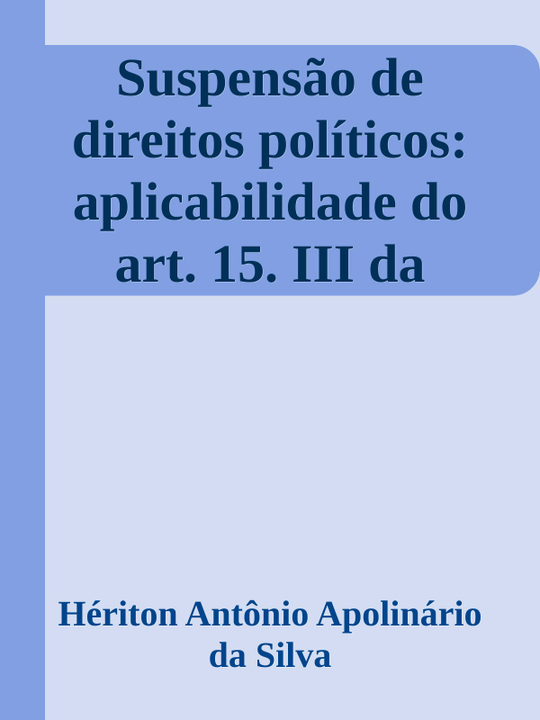 Suspensão de
direitos políticos:
aplicabilidade do
art. 15. III da
Hériton Antônio Apolinário
da Silva